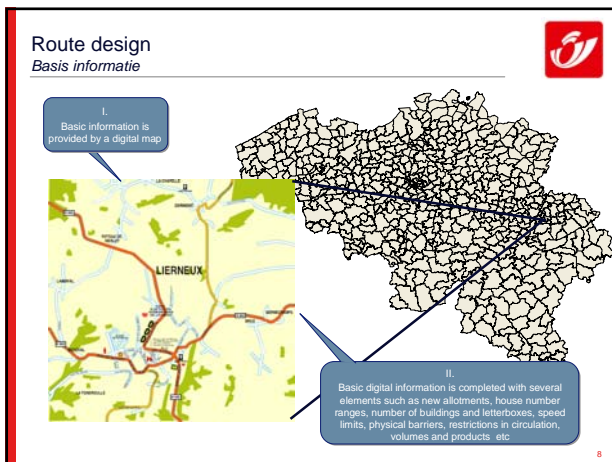 Route design
Basis informatie
I.
Basic information is
provided by a digital map
LIERNEUX
II.
Basic digital information is completed with several
elements such as new allotments, house number
ranges, number of buildings and letterboxes, speed
limits, physical barriers, restrictions in circulation,
volumes and products etc
8